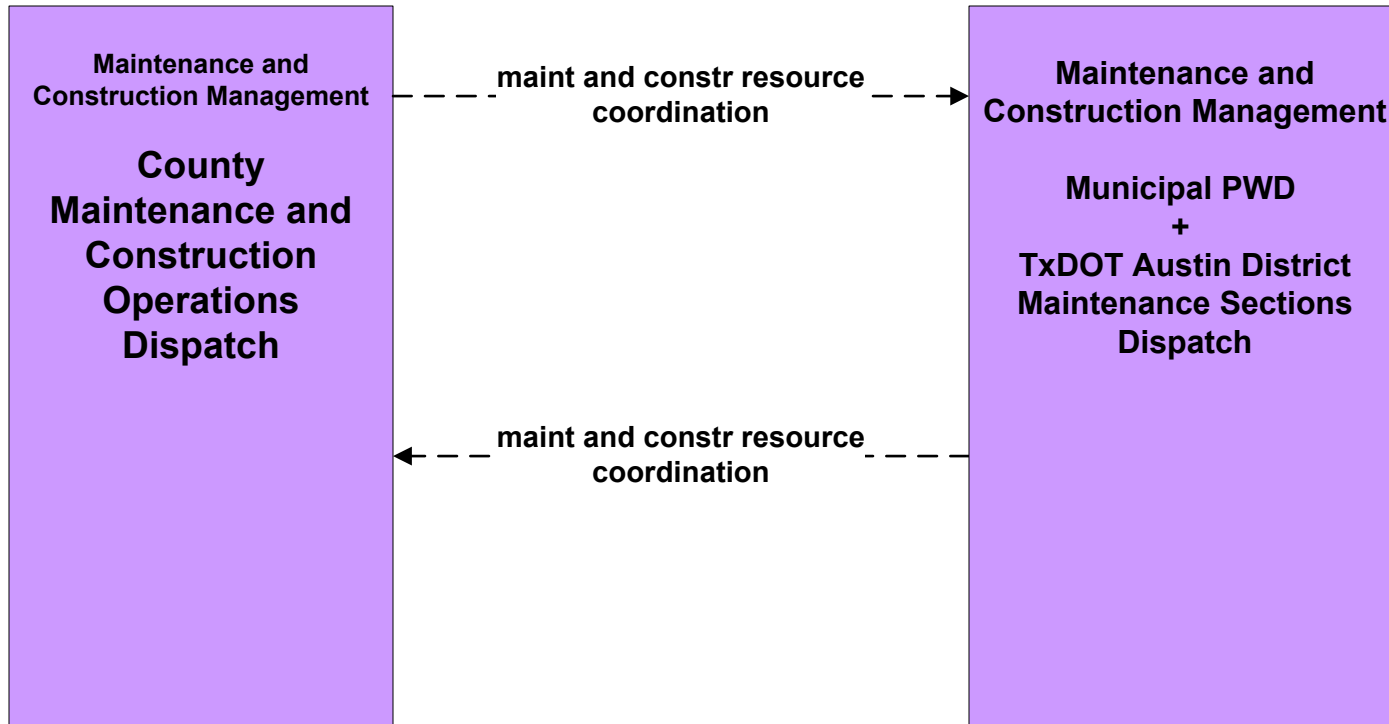 Maintenance and
Construction Management
County
Maintenance and
Construction
Operations
Dispatch
maint and constr resource
coordination
maint and constr resource
coordination
Maintenance and
Construction Management
Municipal PWD
+
TxDOT Austin District
Maintenance Sections
Dispatch